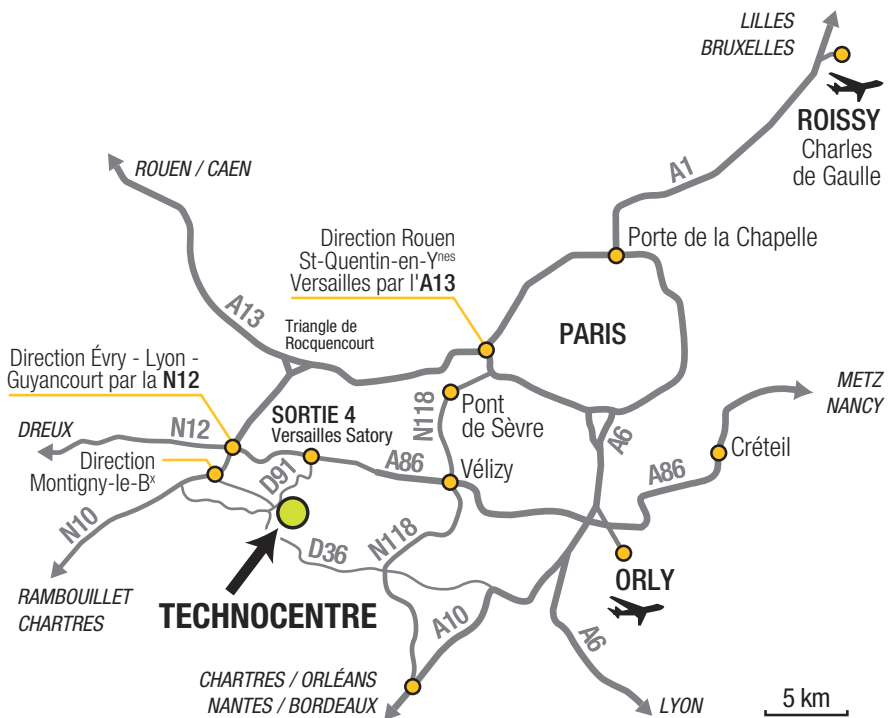 LILLES
BRUXELLES
ROISSY
Charles
de Gaulle
A1
ROUEN / CAEN
Direction Rouen
St-Quentin-en-Ynes
Versailles par l'A13
Porte de la Chapelle
A13
Triangle de
Rocquencourt
PARIS
Direction Évry - Lyon -
Guyancourt par la N12
METZ
NANCY
SORTIE 4
Versailles Satory
N118
Pont
de Sèvre
DREUX
N12
A6
Créteil
Direction
Montigny-le-Bx
D91
A86
Vélizy
A86
N10
D36
N118
ORLY
RAMBOUILLET
CHARTRES
TECHNOCENTRE
A10
A6
CHARTRES / ORLÉANS
NANTES / BORDEAUX
LYON
5 km